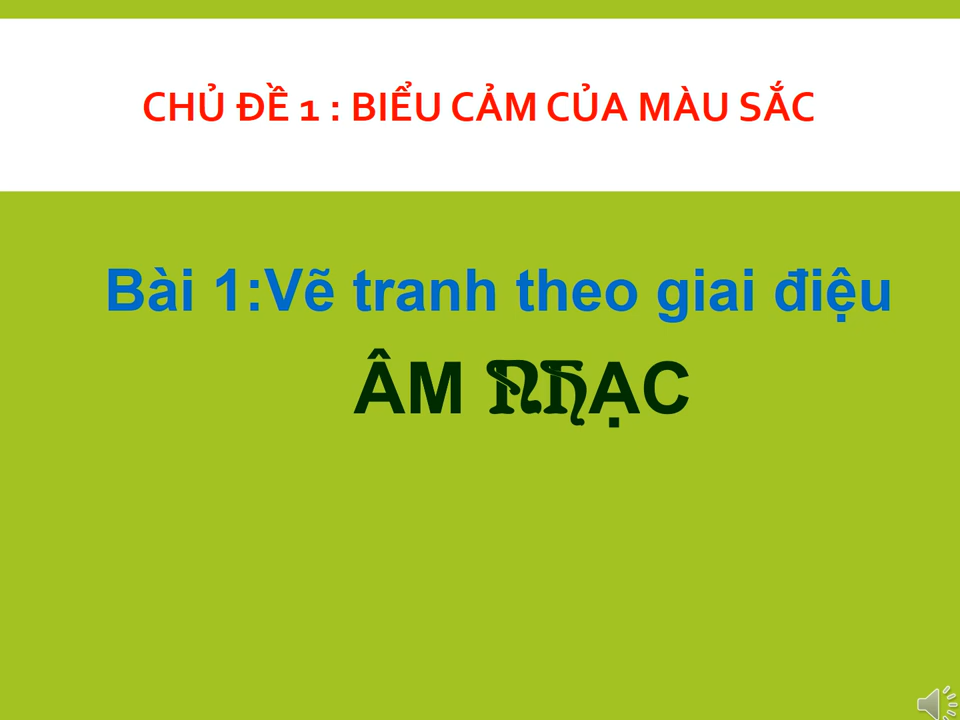 CHỦ ĐỀ 1 : BIỂU CẢM CỦA MÀU SẮC
Bài 1:Vẽ tranh theo giai điệu
ÂM NHẠC